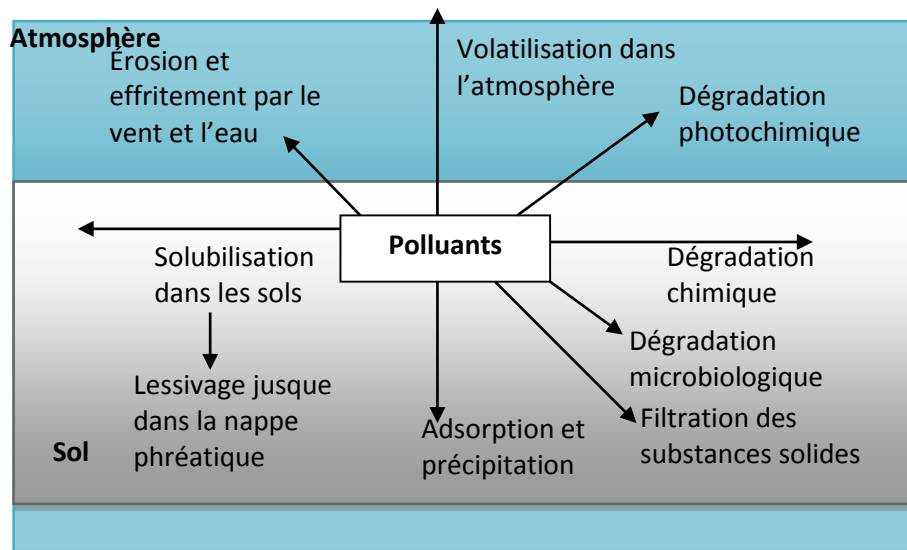 Atmosphère
Érosion et
effritement par le
vent et l’eau
Volatilisation dans
l’atmosphère
Dégradation
photochimique
Polluants
Solubilisation
dans les sols
Dégradation
chimique
Lessivage jusque
dans la nappe
phréatique
Dégradation
microbiologique
Adsorption et
précipitation
Filtration des
substances solides
Sol